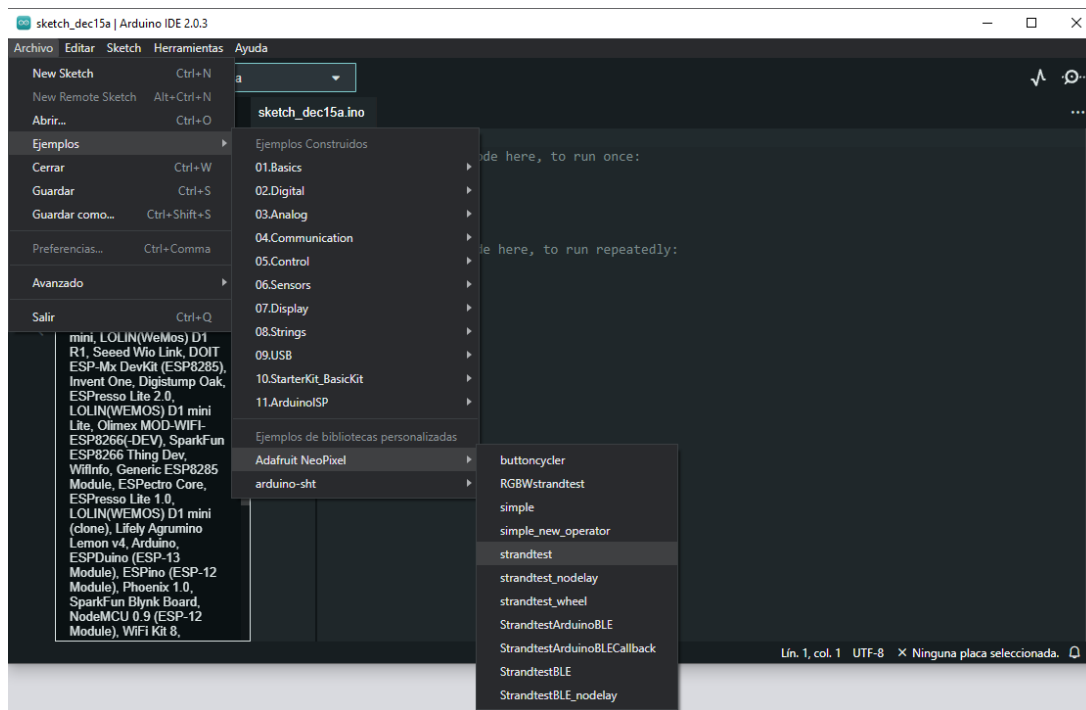 sketch_dec15a | Arduino IDE 2.0.3
Archivo Editar Sketch Herramientas Ayuda
New Sketch Ctrl+N
New Remote Sketch Alt+Ctrl+N
Abrir... Ctrl+O
Ejemplos
Cerrar Ctrl+W
Guardar Ctrl+S
Guardar como... Ctrl+Shift+S
Preferencias... Ctrl+Comma
Avanzado
Salir Ctrl+Q
a
sketch_dec15a.ino
Ejemplos Construidos
01.Basics
02.Digital
03.Analog
04.Communication
05.Control
06.Sensors
07.Display
08.Strings
09.USB
10.StarterKit_BasicKit
11.ArduinoISP
Ejemplos de bibliotecas personalizadas
Adafruit NeoPixel
arduino-sht
buttoncycler
RGBWstrandtest
simple
simple_new_operator
strandtest
strandtest_nodelay
strandtest_wheel
StrandtestArduinoBLE
StrandtestArduinoBLECallback
StrandtestBLE
StrandtestBLE_nodelay
de here, to run once:
de here, to run repeatedly:
mini, LOLIN(WeMos) D1
R1, Seeed Wio Link, DOIT
ESP-Mx DevKit (ESP8285),
Invent One, Digistump Oak,
ESPresso Lite 2.0,
LOLIN(WEMOS) D1 mini
Lite, Olimex MOD-WIFI-
ESP8266(-DEV), SparkFun
ESP8266 Thing Dev,
WifInfo, Generic ESP8285
Module, ESPectro Core,
ESPresso Lite 1.0,
LOLIN(WEMOS) D1 mini
(clone), Lifely Agrumino
Lemon v4, Arduino,
ESPDuino (ESP-13
Module), ESPino (ESP-12
Module), Phoenix 1.0,
SparkFun Blynk Board,
NodeMCU 0.9 (ESP-12
Module), WiFi Kit 8,
Lín. 1, col. 1 UTF-8 Ninguna placa seleccionada.